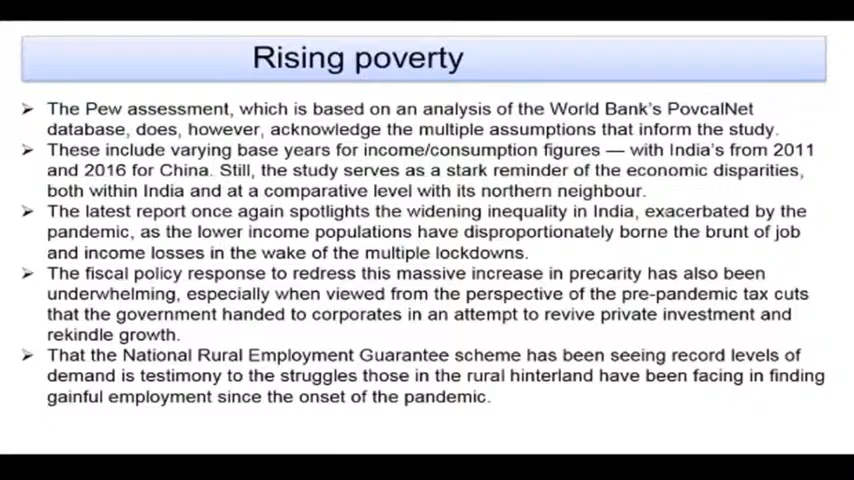 Rising poverty
➢ The Pew assessment, which is based on an analysis of the World Bank's PovcalNet
database, does, however, acknowledge the multiple assumptions that inform the study.
➢ These include varying base years for income/consumption figures — with India's from 2011
and 2016 for China. Still, the study serves as a stark reminder of the economic disparities,
both within India and at a comparative level with its northern neighbour.
➢ The latest report once again spotlights the widening inequality in India, exacerbated by the
pandemic, as the lower income populations have disproportionately borne the brunt of job
and income losses in the wake of the multiple lockdowns.
➢ The fiscal policy response to redress this massive increase in precarity has also been
underwhelming, especially when viewed from the perspective of the pre-pandemic tax cuts
that the government handed to corporates in an attempt to revive private investment and
rekindle growth.
➢ That the National Rural Employment Guarantee scheme has been seeing record levels of
demand is testimony to the struggles those in the rural hinterland have been facing in finding
gainful employment since the onset of the pandemic.